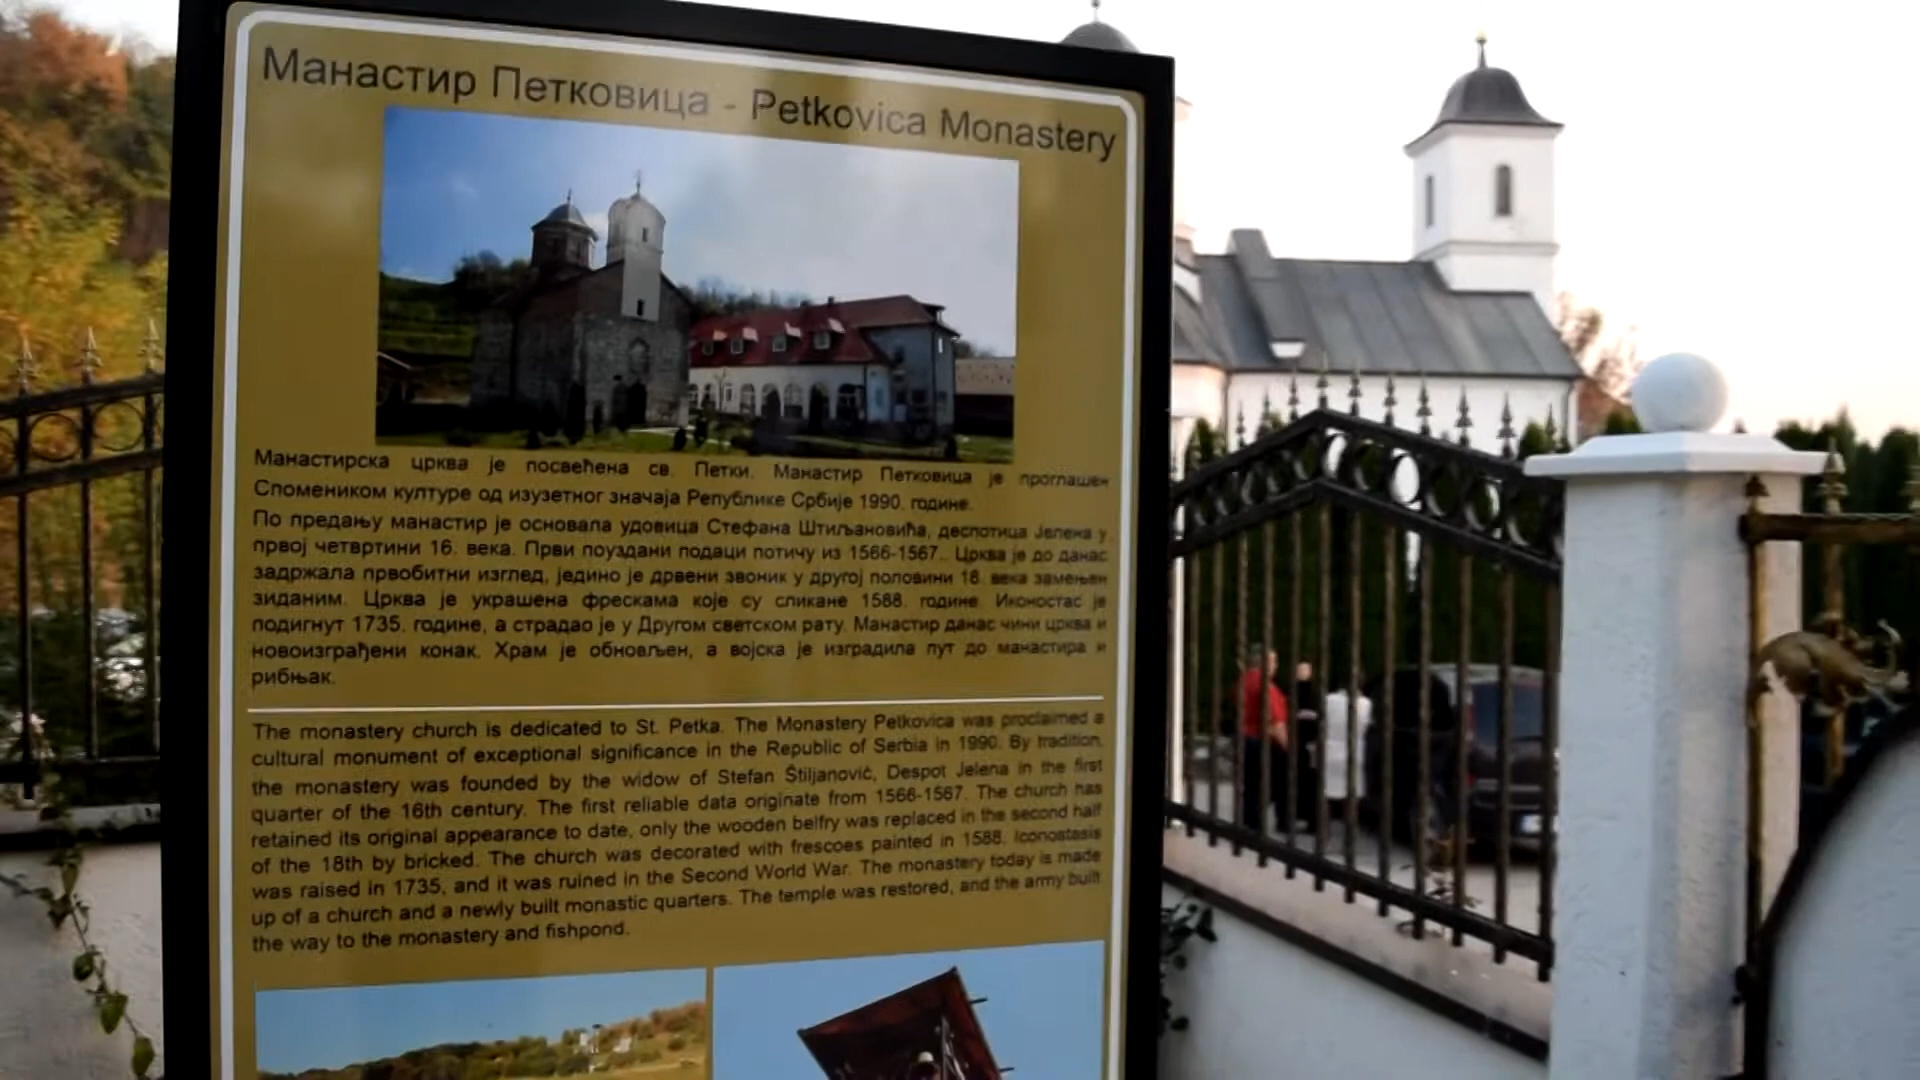 Манастир Петковица - Petkovica Monastery
Манастирска црква је посвећена св. Петки. Манастир Петковица је проглашен
Спомеником културе од изузетног значаја Републике Србије 1990. године.
По предању манастир је основала удовица Стефана Штиљановића, деспотица Јелена у
првој четвртини 16. века. Први поуздани подаци потичу из 1566-1567.. Црква је до данас
задржала првобитни изглед, једино је дрвени звоник у другој половини 18. века замењен
зиданим. Црква је украшена фрескама које су сликане 1588. године. Иконостас је
подигнут 1735. године, а страдао је у Другом светском рату. Манастир данас чини црква и
новоизграђени конак. Храм је обновљен, а војска је изградила пут до манастира и
рибњак.
The monastery church is dedicated to St. Petka. The Monastery Petkovica was proclaimed a
cultural monument of exceptional significance in the Republic of Serbia in 1990. By tradition,
the monastery was founded by the widow of Stefan Štiljanović, Despot Jelena in the first
quarter of the 16th century. The first reliable data originate from 1566-1567. The church has
retained its original appearance to date, only the wooden belfry was replaced in the second half
of the 18th by bricked. The church was decorated with frescoes painted in 1588. Iconostasis
was raised in 1735, and it was ruined in the Second World War. The monastery today is made
up of a church and a newly built monastic quarters. The temple was restored, and the army built
the way to the monastery and fishpond.